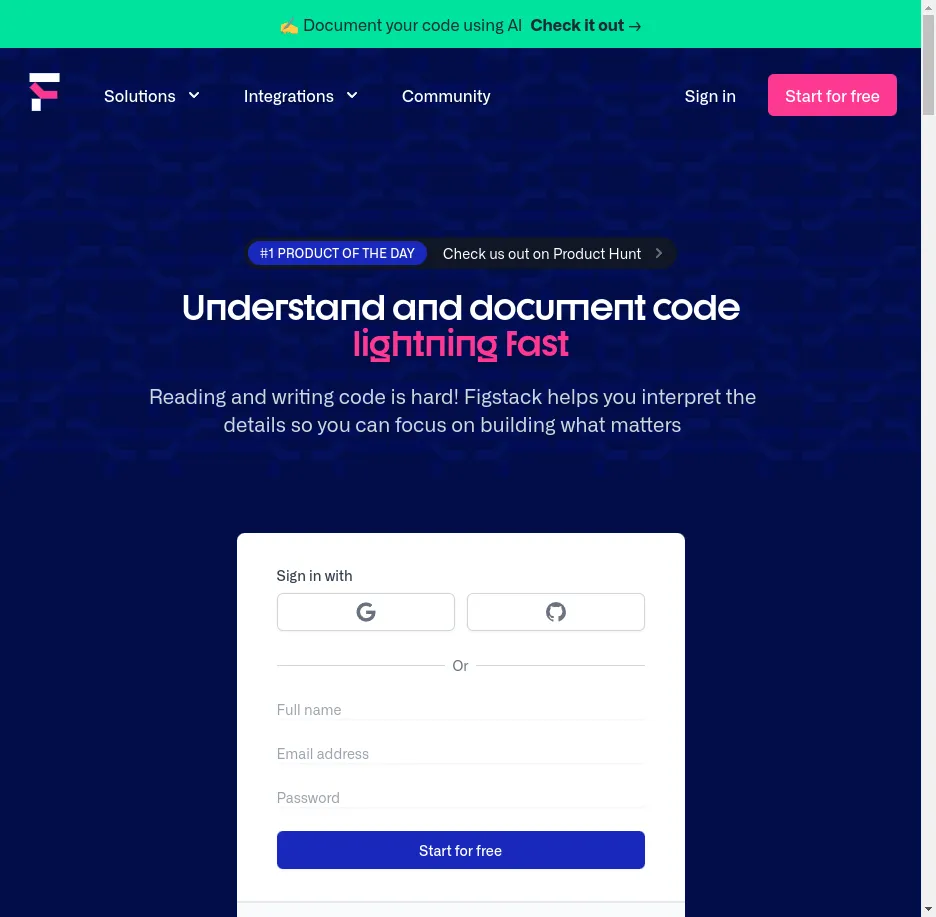 ✍️ Document your code using AI Check it out →
Solutions
Integrations
Community
Sign in
Start for free
#1 PRODUCT OF THE DAY
Check us out on Product Hunt
Understand and document code
lightning fast
Reading and writing code is hard! Figstack helps you interpret the
details so you can focus on building what matters
Sign in with
Or
Full name
Email address
Password
Start for free